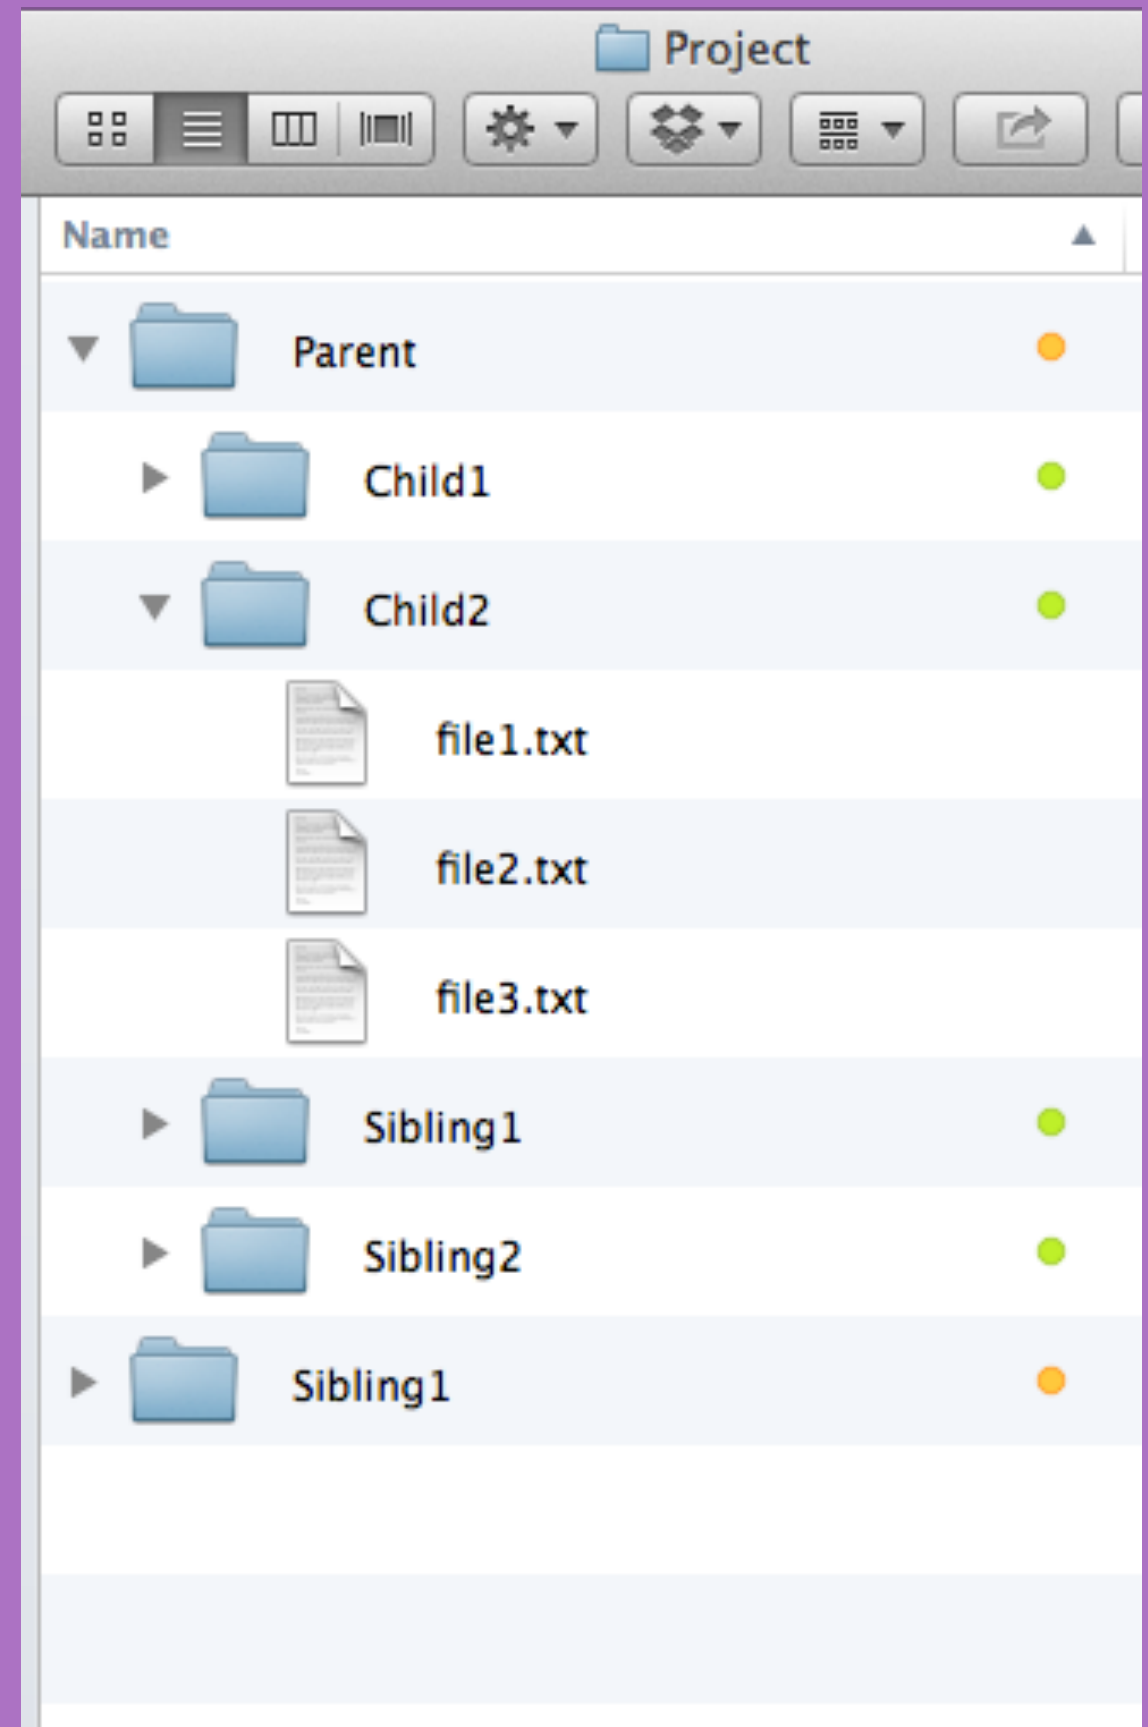 Project
Name
Parent
Child1
Child2
file1.txt
file2.txt
file3.txt
Sibling1
Sibling2
Sibling1